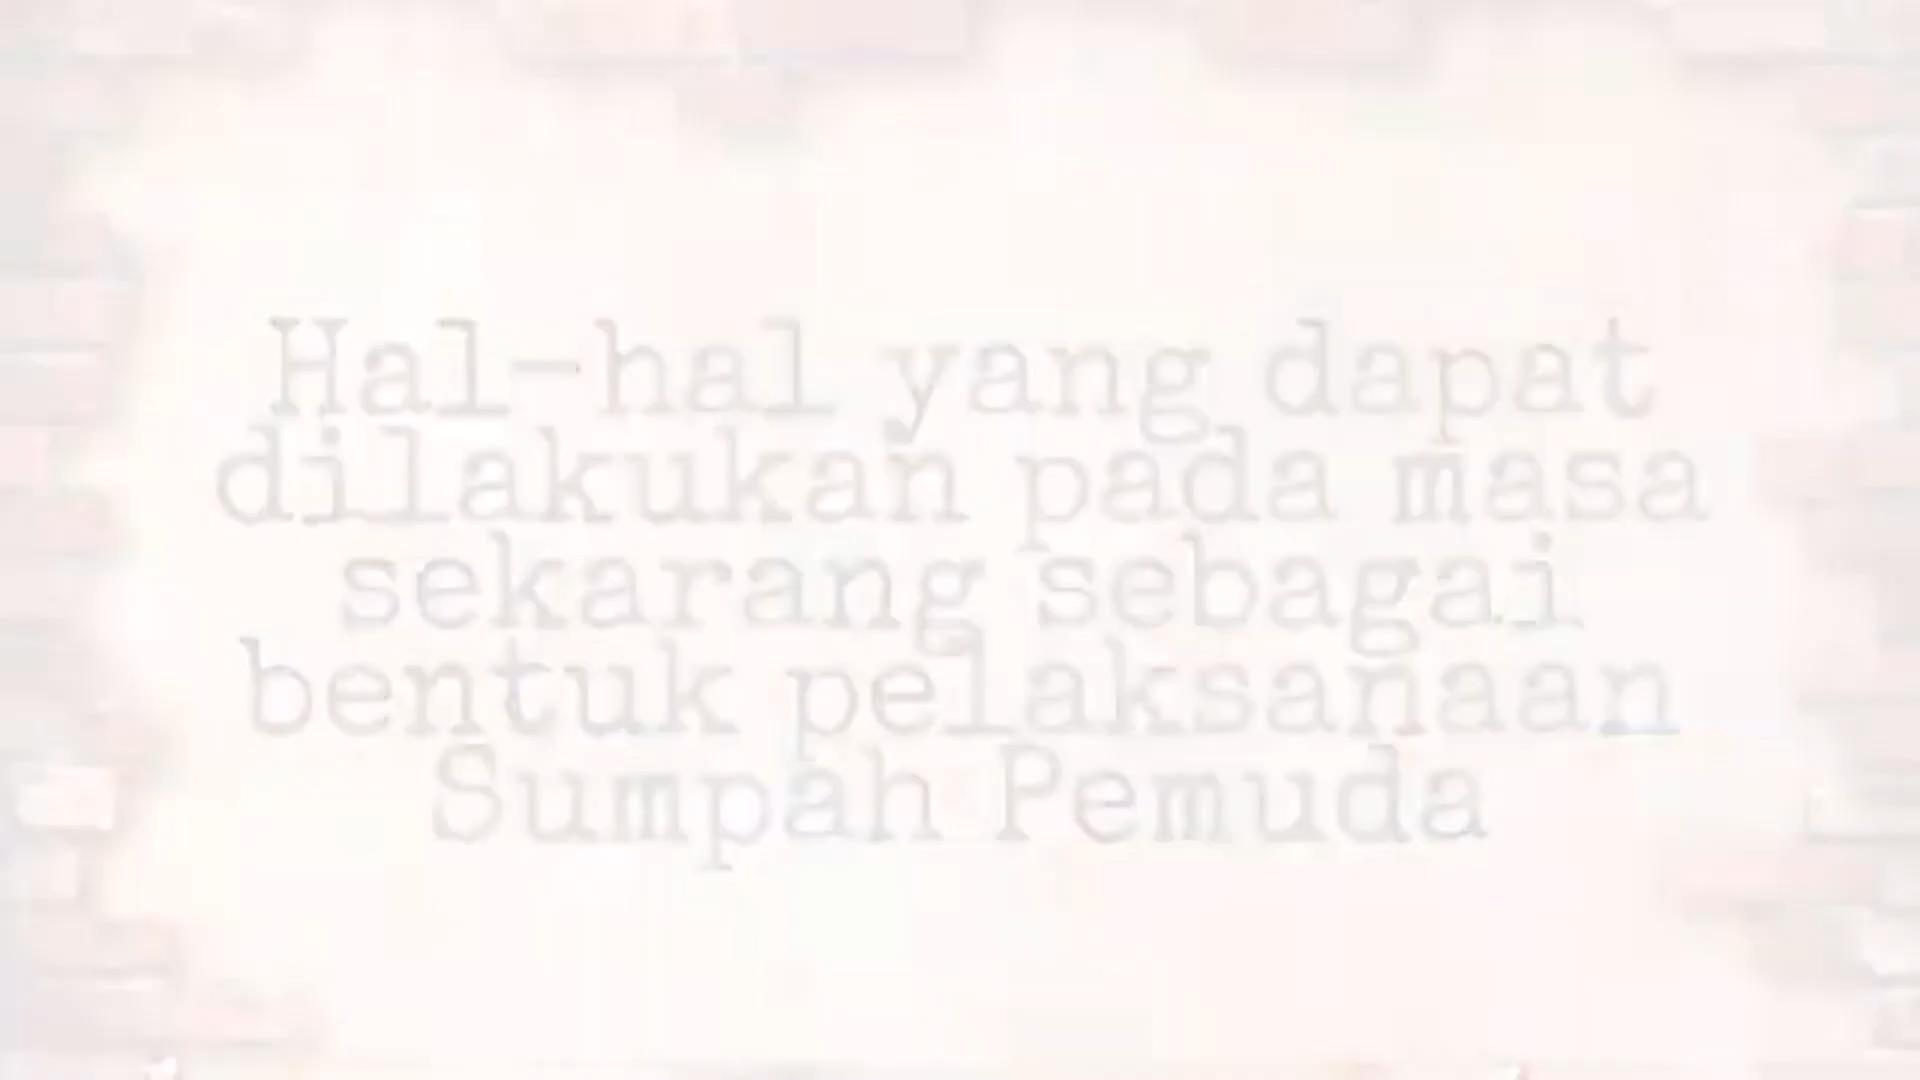 Hal-hal yang dapat
dilakukan pada masa
sekarang sebagai
bentuk pelaksanaan
Sumpah Pemuda